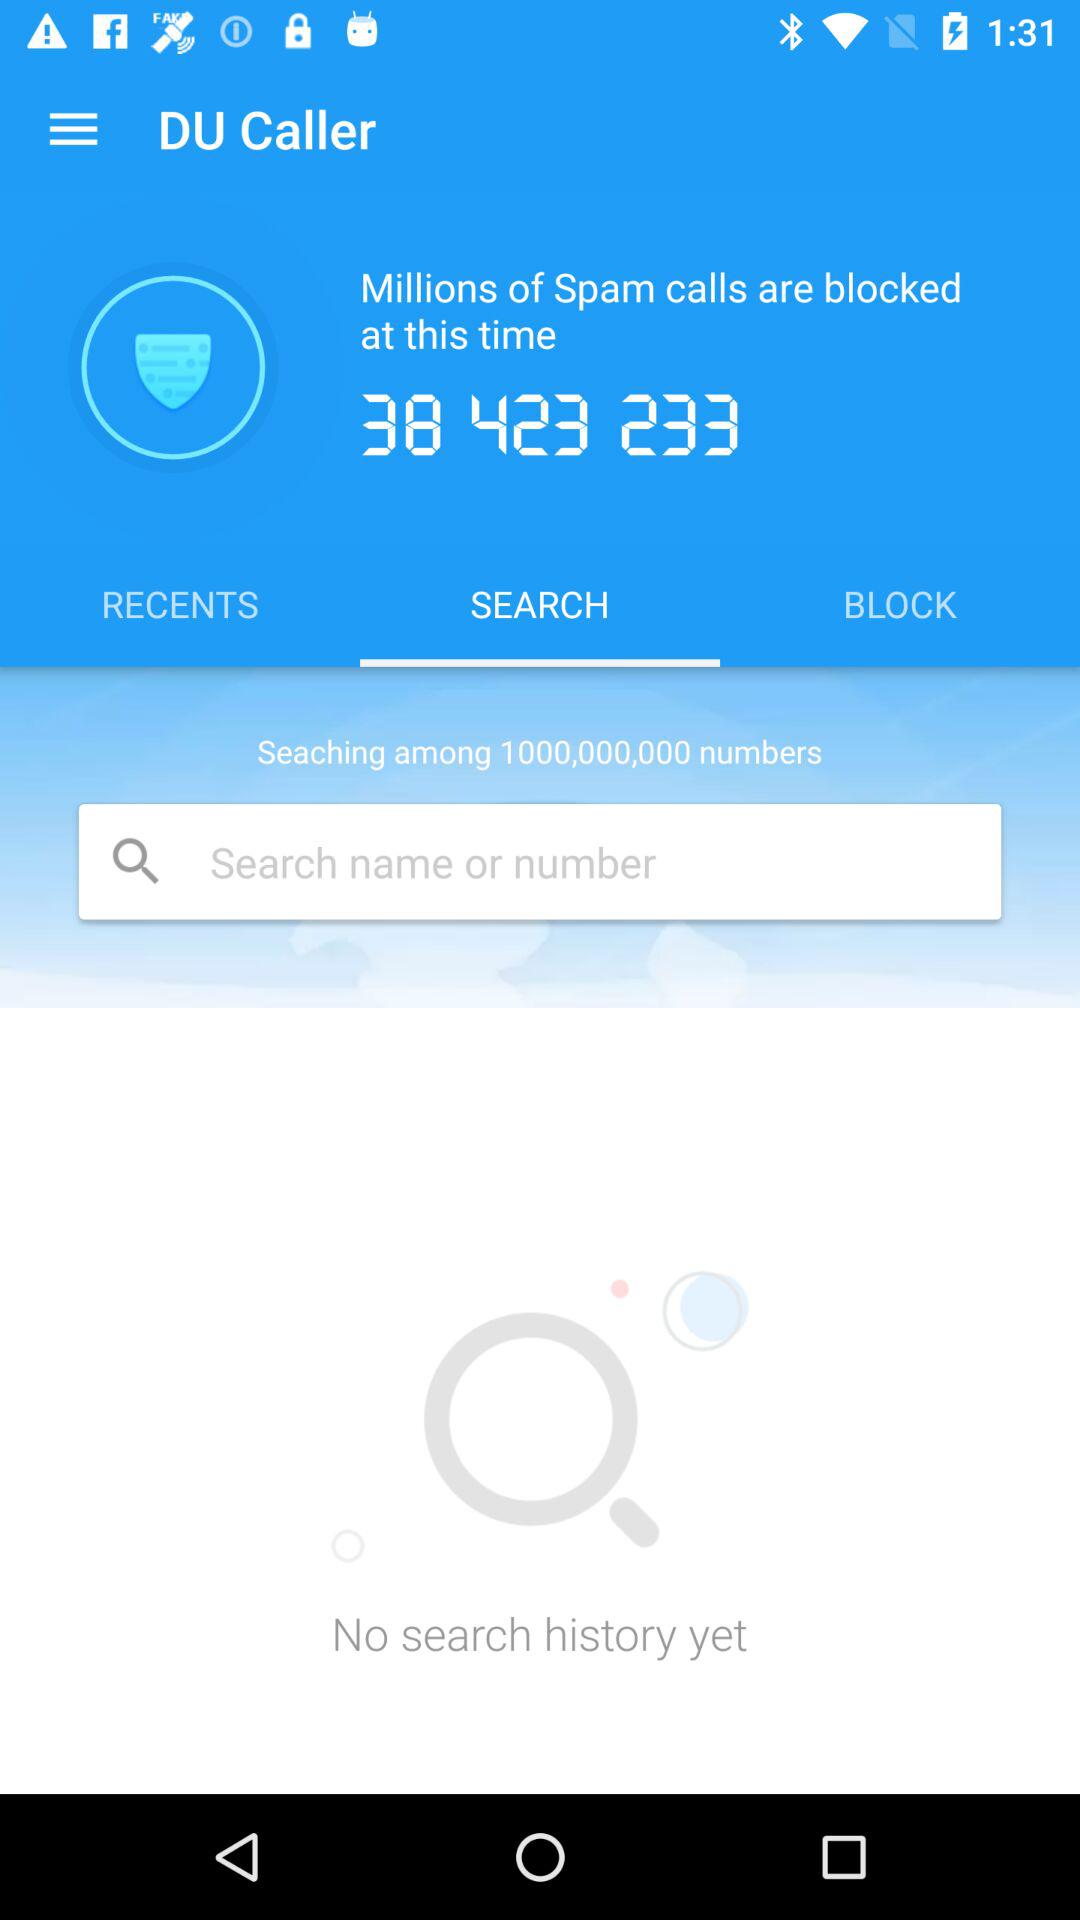 FAKE
1:31
DU Caller
Millions of Spam calls are blocked
at this time
38 423 233
RECENTS SEARCH BLOCK
Seaching among 1000,000,000 numbers
Search name or number
No search history yet